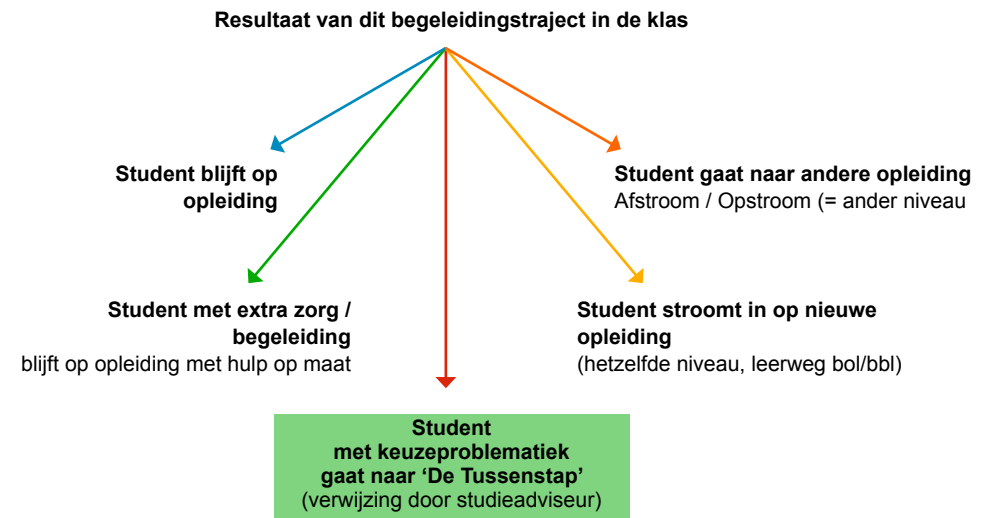 Resultaat van dit begeleidingstraject in de klas
Student blijft op
opleiding
Student gaat naar andere opleiding
Afstroom / Opstroom (= ander niveau
Student met extra zorg /
begeleiding
blijft op opleiding met hulp op maat
Student stroomt in op nieuwe
opleiding
(hetzelfde niveau, leerweg bol/bbl)
Student
met keuzeproblematiek
gaat naar ‘De Tussenstap’
(verwijzing door studieadviseur)